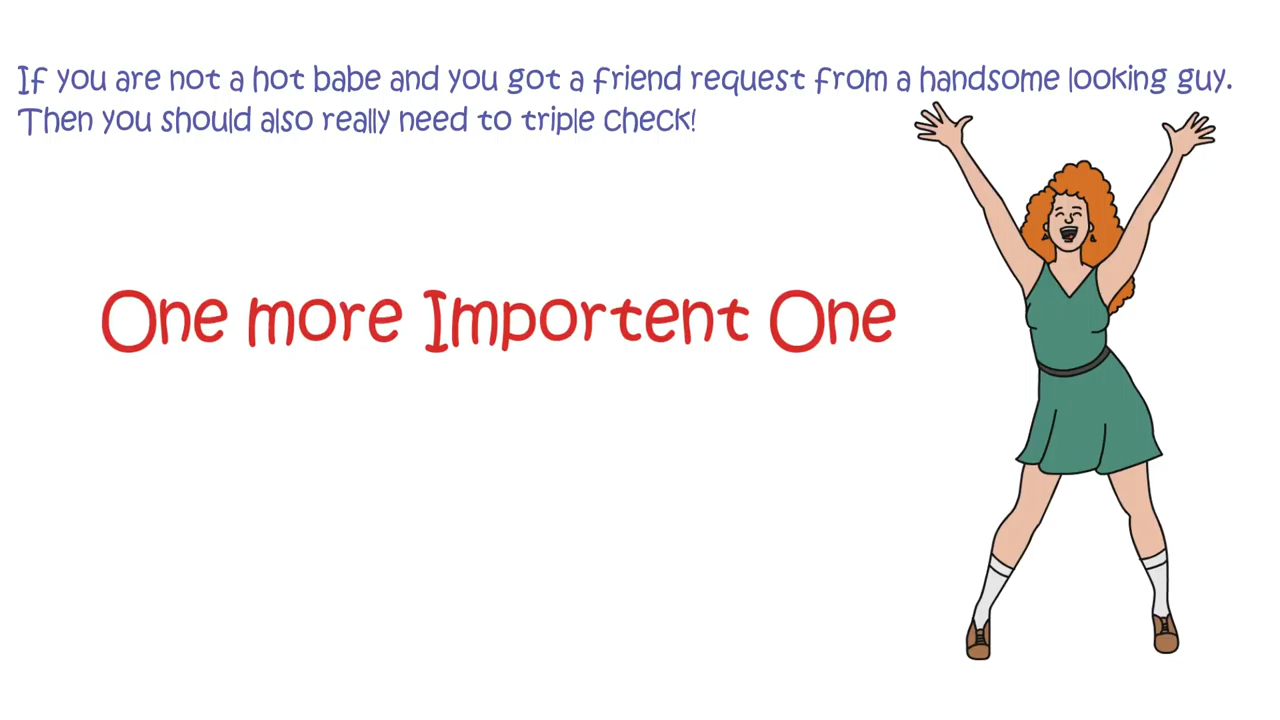 If you are not a hot babe and you got a friend request from a handsome looking guy.
Then you should also really need to triple check!
One more Importent One